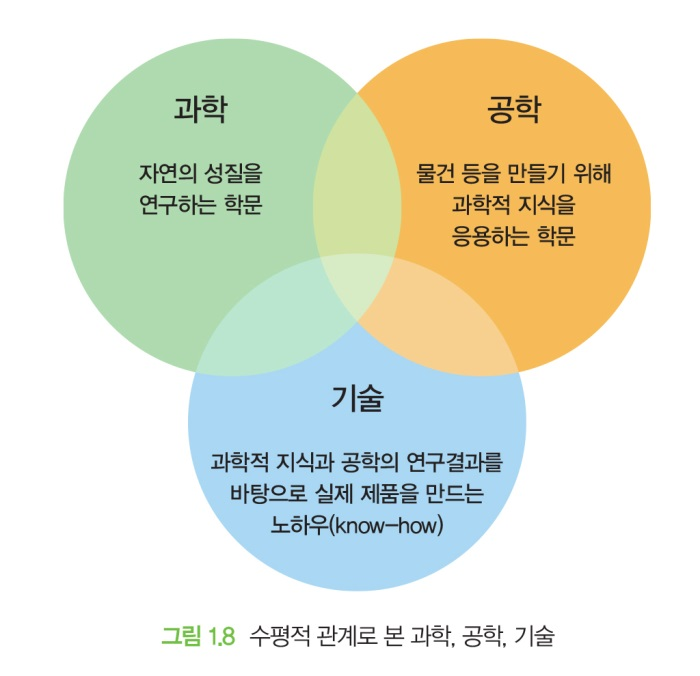 과학
자연의 성질을
연구하는 학문
공학
물건 등을 만들기 위해
과학적 지식을
응용하는 학문
기술
과학적 지식과 공학의 연구결과를
바탕으로 실제 제품을 만드는
노하우(know-how)
그림 1.8 수평적 관계로 본 과학, 공학, 기술